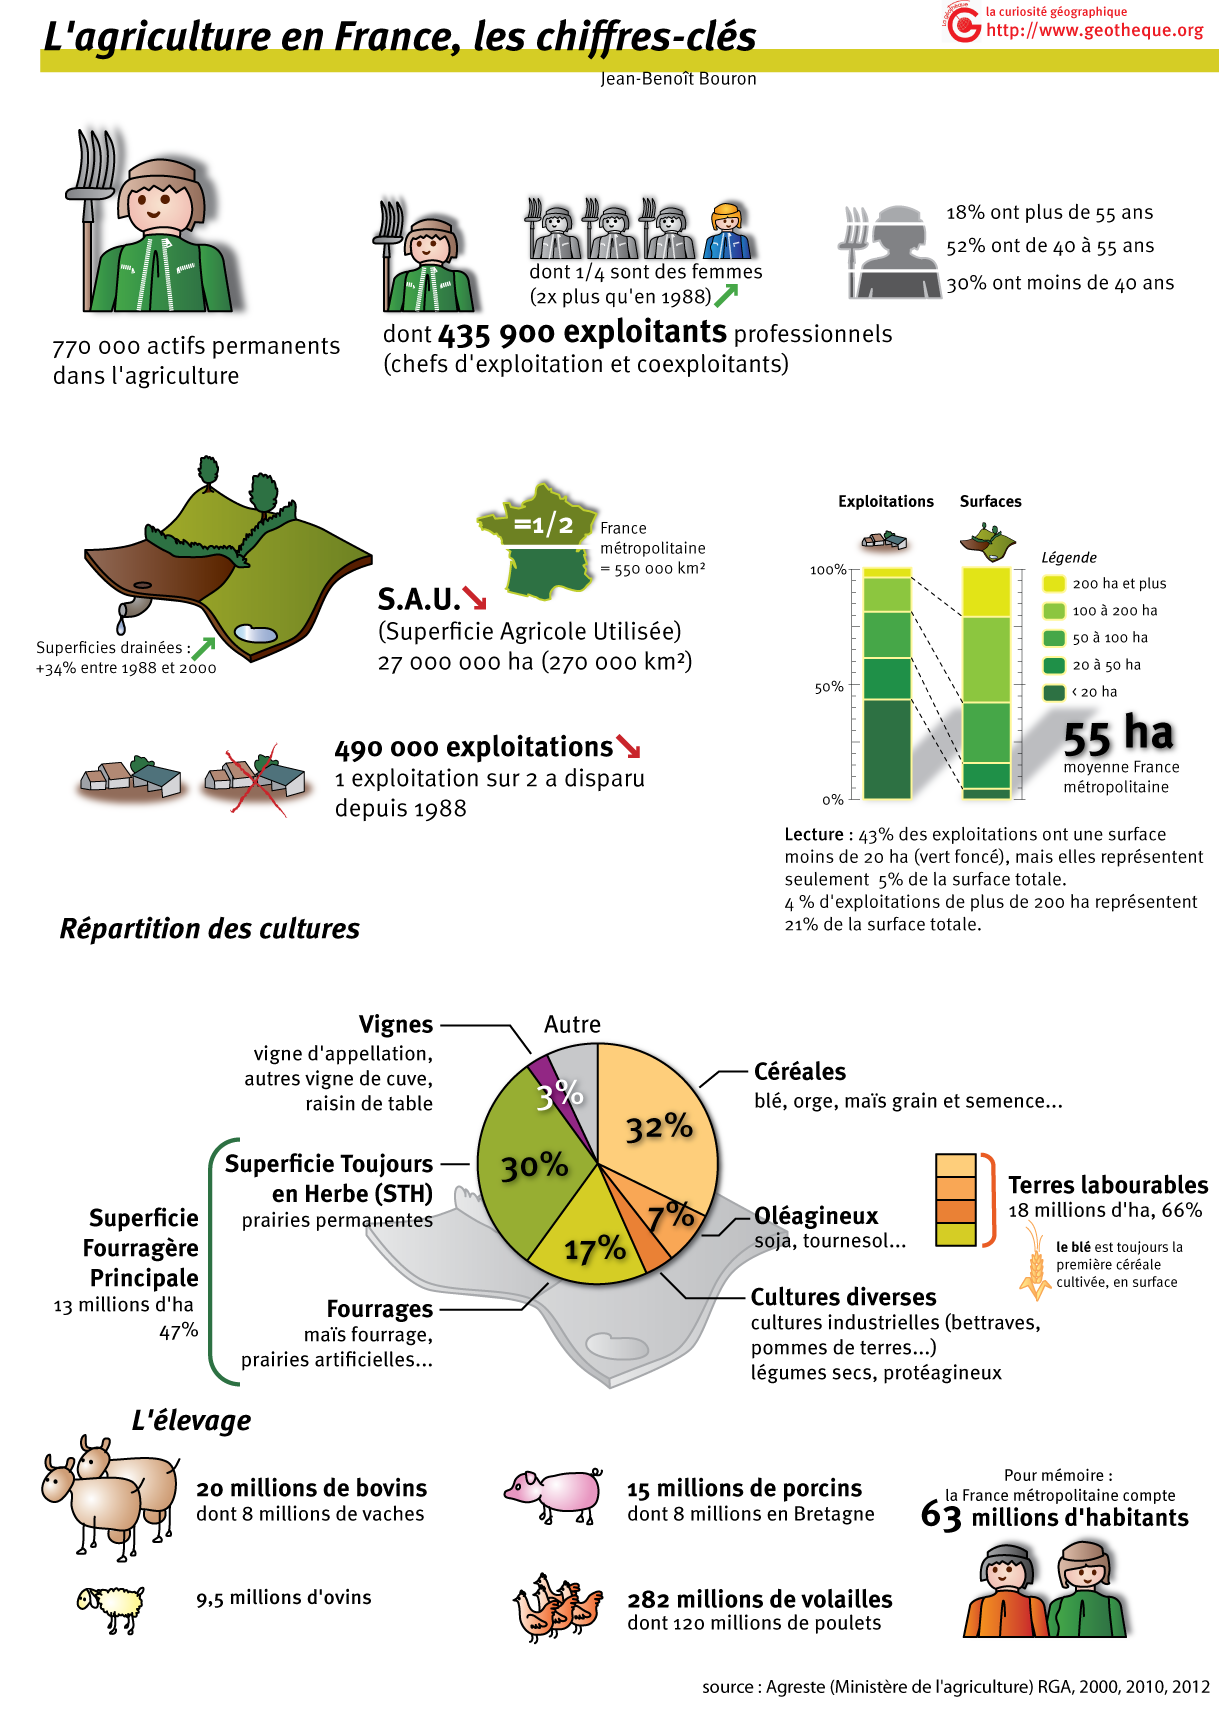 L'agriculture en France, les chiffres-clés
la curiosité géographique
http://www.geotheque.org
Jean-Benoît Bouron
770 000 actifs permanents
dans l'agriculture
dont 1/4 sont des femmes
(2x plus qu'en 1988)
dont 435 900 exploitants professionnels
(chefs d'exploitation et coexploitants)
18% ont plus de 55 ans
52% ont de 40 à 55 ans
30% ont moins de 40 ans
Superficies drainées :
+34% entre 1988 et 2000
=1/2
France
métropolitaine
= 550 000 km²
S.A.U.
(Superficie Agricole Utilisée)
27 000 000 ha (270 000 km²)
490 000 exploitations
1 exploitation sur 2 a disparu
depuis 1988
Exploitations
Surfaces
100%
50%
0%
Légende
200 ha et plus
100 à 200 ha
50 à 100 ha
20 à 50 ha
< 20 ha
55 ha
moyenne France
métropolitaine
Lecture : 43% des exploitations ont une surface
moins de 20 ha (vert foncé), mais elles représentent
seulement 5% de la surface totale.
4 % d'exploitations de plus de 200 ha représentent
21% de la surface totale.
Répartition des cultures
Vignes
vigne d'appellation,
autres vigne de cuve,
raisin de table
Autre
Céréales
blé, orge, maïs grain et semence...
3%
32%
30%
7%
17%
Superficie Toujours
en Herbe (STH)
prairies permanentes
Superficie
Fourragère
Principale
13 millions d'ha
47%
Fourrages
maïs fourrage,
prairies artificielles...
Oléagineux
soja, tournesol...
Cultures diverses
cultures industrielles (bettraves,
pommes de terres...)
légumes secs, protéagineux
Terres labourables
18 millions d'ha, 66%
le blé est toujours la
première céréale
cultivée, en surface
L'élevage
20 millions de bovins
dont 8 millions de vaches
15 millions de porcins
dont 8 millions en Bretagne
9,5 millions d'ovins
282 millions de volailles
dont 120 millions de poulets
Pour mémoire :
la France métropolitaine compte
63 millions d'habitants
source : Agreste (Ministère de l'agriculture) RGA, 2000, 2010, 2012